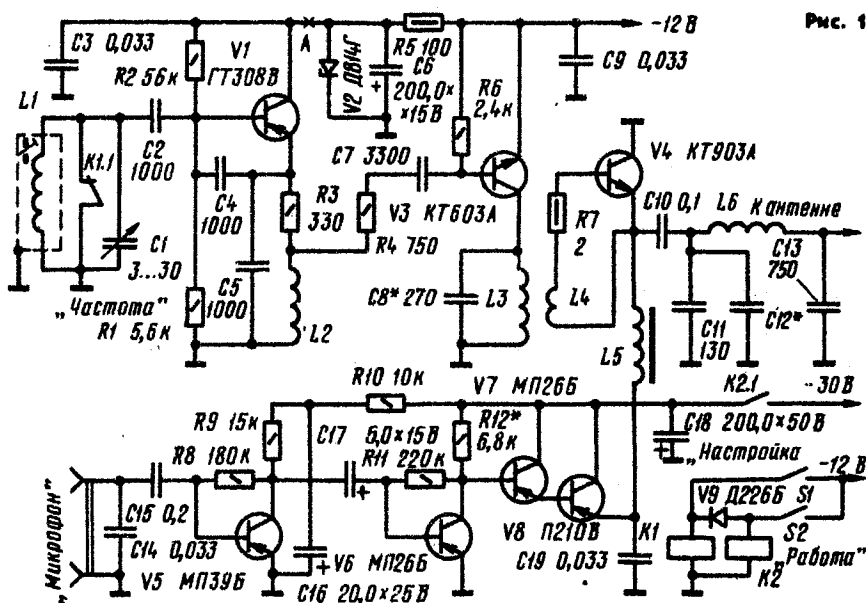 Рис. 1
С3 0,033
V1
ГТ308В
R2 56к
A
V2 Д814Г
R5 100
C6
200,0×
×15В
-12В
R6
2,4к
C9 0,033
L1
K1.1
C2
1000
C4
1000
C7 3300
R3
330
V3 КТ603А
R4 750
V4 КТ903А
C10 0,1
L6
К антенне
R7
2
C1
3...30
„Частота"
R1 5,6к
C5
1000
L2
C8* 270
L3
L4
L5
C13
750
C11
130
C12*
R10 10к
V7 МП26Б
K2.1
-30В
R9 15к
R8
180к
C17
5,0×15В
R11 220к
R12*
6,8к
C18 200,0×50В
„Настройка
-12В
V9 Д226Б
S1
S2
„Работа"
„Микрофон"
C15 0,2
C14 0,033
V5 МП39Б
V6
МП26Б
C16 20,0×25В
V8 П210В
C19 0,033
K1
K2